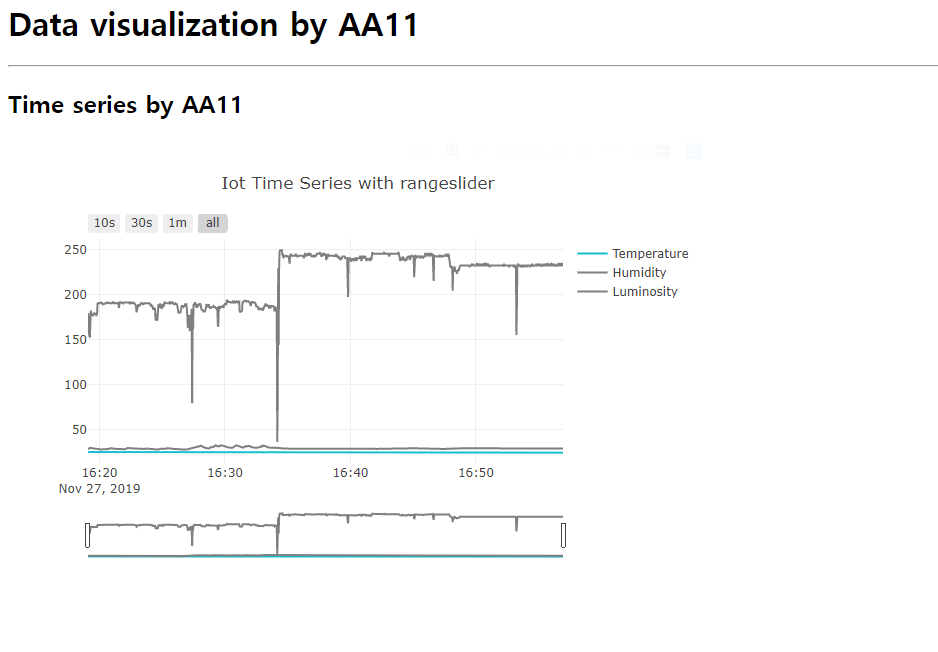 Data visualization by AA11
Time series by AA11
Iot Time Series with rangeslider
10s 30s 1m all
250
200
150
100
50
16:20 16:30 16:40 16:50
Nov 27, 2019
Temperature
Humidity
Luminosity